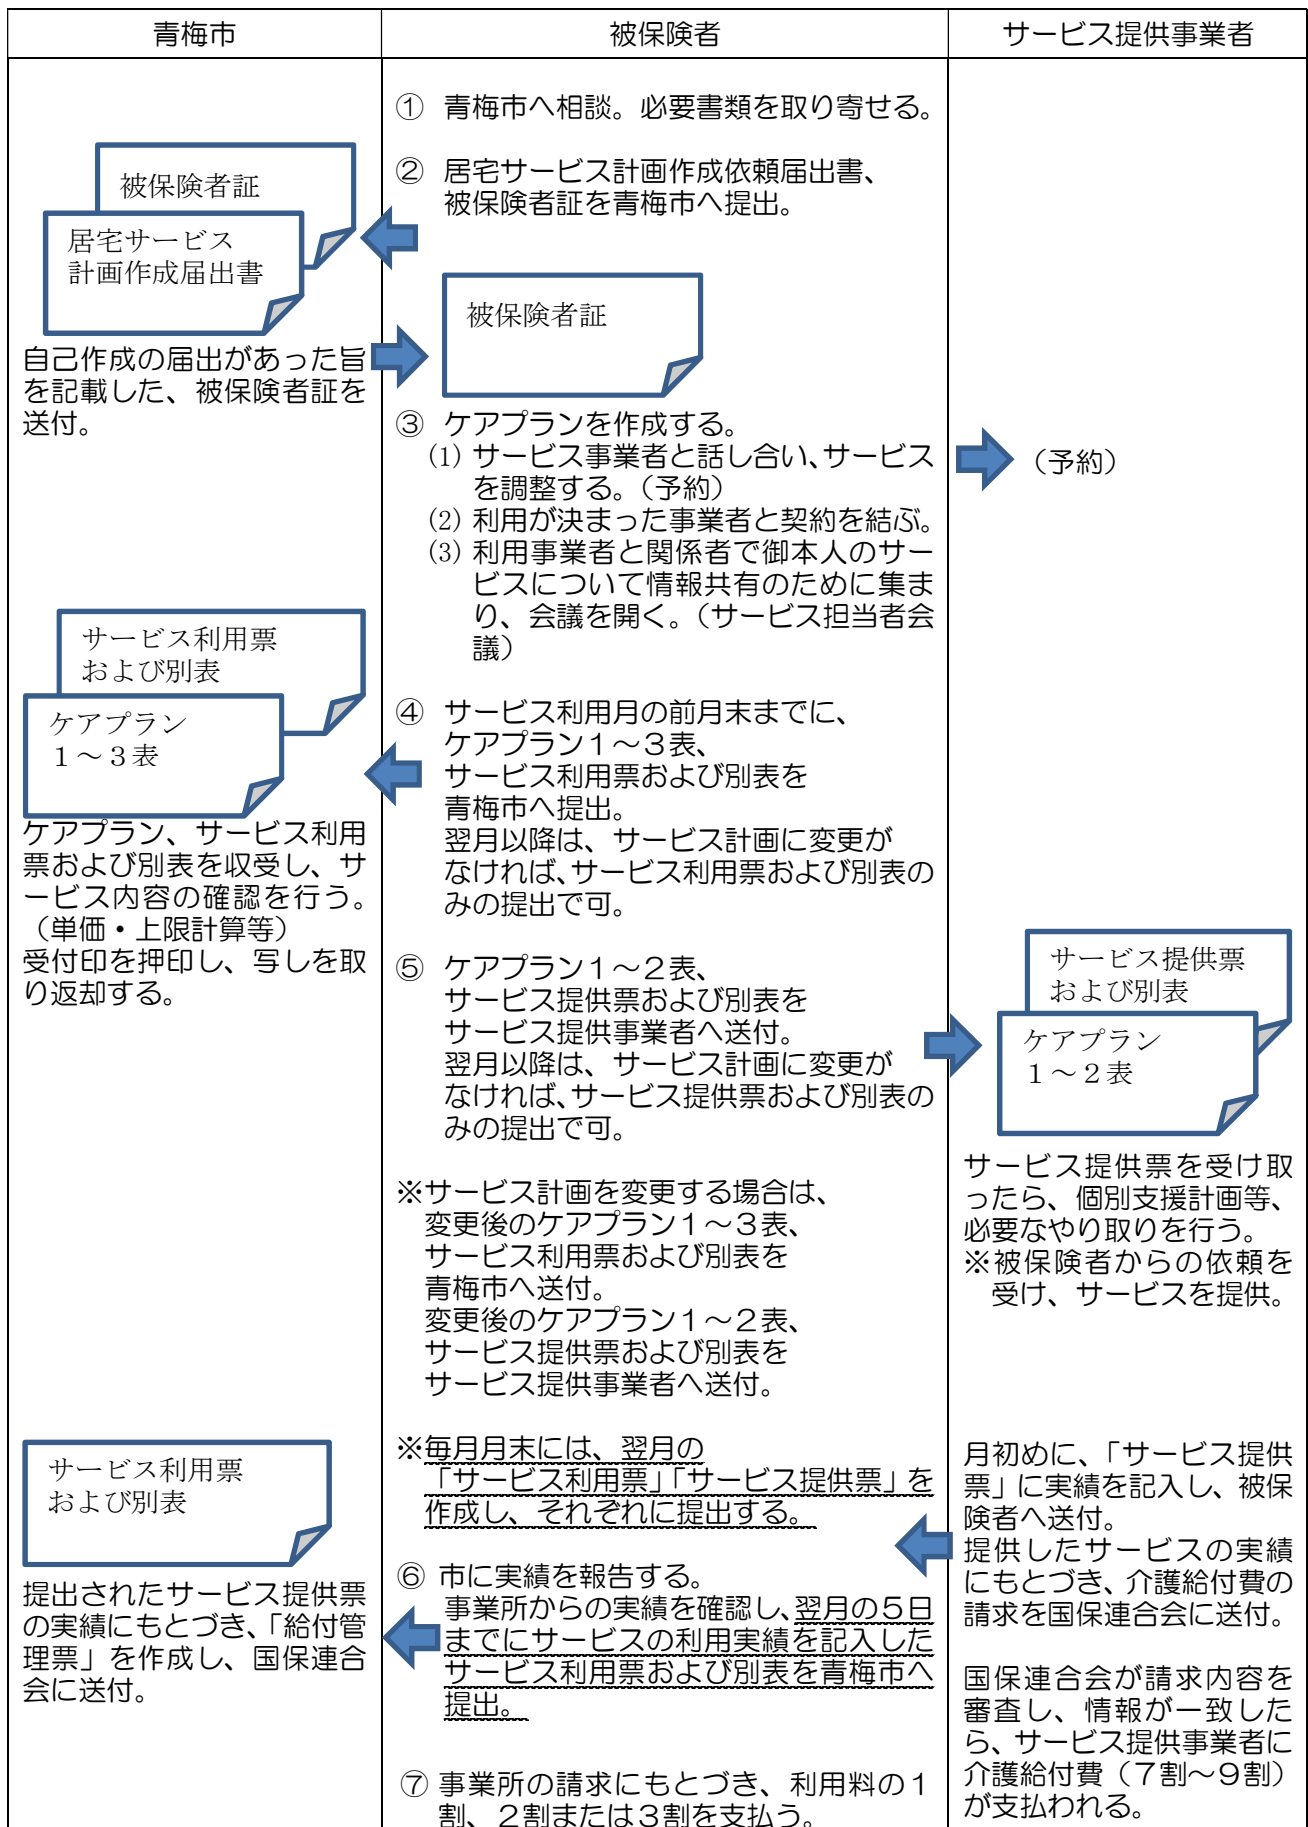 青梅市
被保険者
サービス提供事業者
① 青梅市へ相談。必要書類を取り寄せる。
② 居宅サービス計画作成依頼届出書、
被保険者証を青梅市へ提出。
被保険者証
居宅サービス
計画作成届出書
被保険者証
自己作成の届出があった旨
を記載した、被保険者証を
送付。
③ ケアプランを作成する。
(1) サービス事業者と話し合い、サービス
を調整する。（予約）
(2) 利用が決まった事業者と契約を結ぶ。
(3) 利用事業者と関係者で御本人のサー
ビスについて情報共有のために集ま
り、会議を開く。（サービス担当者会
議）
（予約）
サービス利用票
および別表
ケアプラン
１～３表
④ サービス利用月の前月末までに、
ケアプラン１～３表、
サービス利用票および別表を
青梅市へ提出。
翌月以降は、サービス計画に変更が
なければ、サービス利用票および別表の
みの提出で可。
ケアプラン、サービス利用
票および別表を収受し、サ
ービス内容の確認を行う。
（単価・上限計算等）
受付印を押印し、写しを取
り返却する。
⑤ ケアプラン１～２表、
サービス提供票および別表を
サービス提供事業者へ送付。
翌月以降は、サービス計画に変更が
なければ、サービス提供票および別表の
みの提出で可。
サービス提供票
および別表
ケアプラン
１～２表
サービス提供票を受け取
ったら、個別支援計画等、
必要なやり取りを行う。
※被保険者からの依頼を
受け、サービスを提供。
※サービス計画を変更する場合は、
変更後のケアプラン１～３表、
サービス利用票および別表を
青梅市へ送付。
変更後のケアプラン１～２表、
サービス提供票および別表を
サービス提供事業者へ送付。
※毎月月末には、翌月の
「サービス利用票」「サービス提供票」を
作成し、それぞれに提出する。
月初めに、「サービス提供
票」に実績を記入し、被保
険者へ送付。
提供したサービスの実績
にもとづき、介護給付費の
請求を国保連合会に送付。
サービス利用票
および別表
提出されたサービス提供票
の実績にもとづき、「給付管
理票」を作成し、国保連合
会に送付。
⑥ 市に実績を報告する。
事業所からの実績を確認し、翌月の５日
までにサービスの利用実績を記入した
サービス利用票および別表を青梅市へ
提出。
国保連合会が請求内容を
審査し、情報が一致した
ら、サービス提供事業者に
介護給付費（７割～９割）
が支払われる。
⑦ 事業所の請求にもとづき、利用料の１
割、２割または３割を支払う。